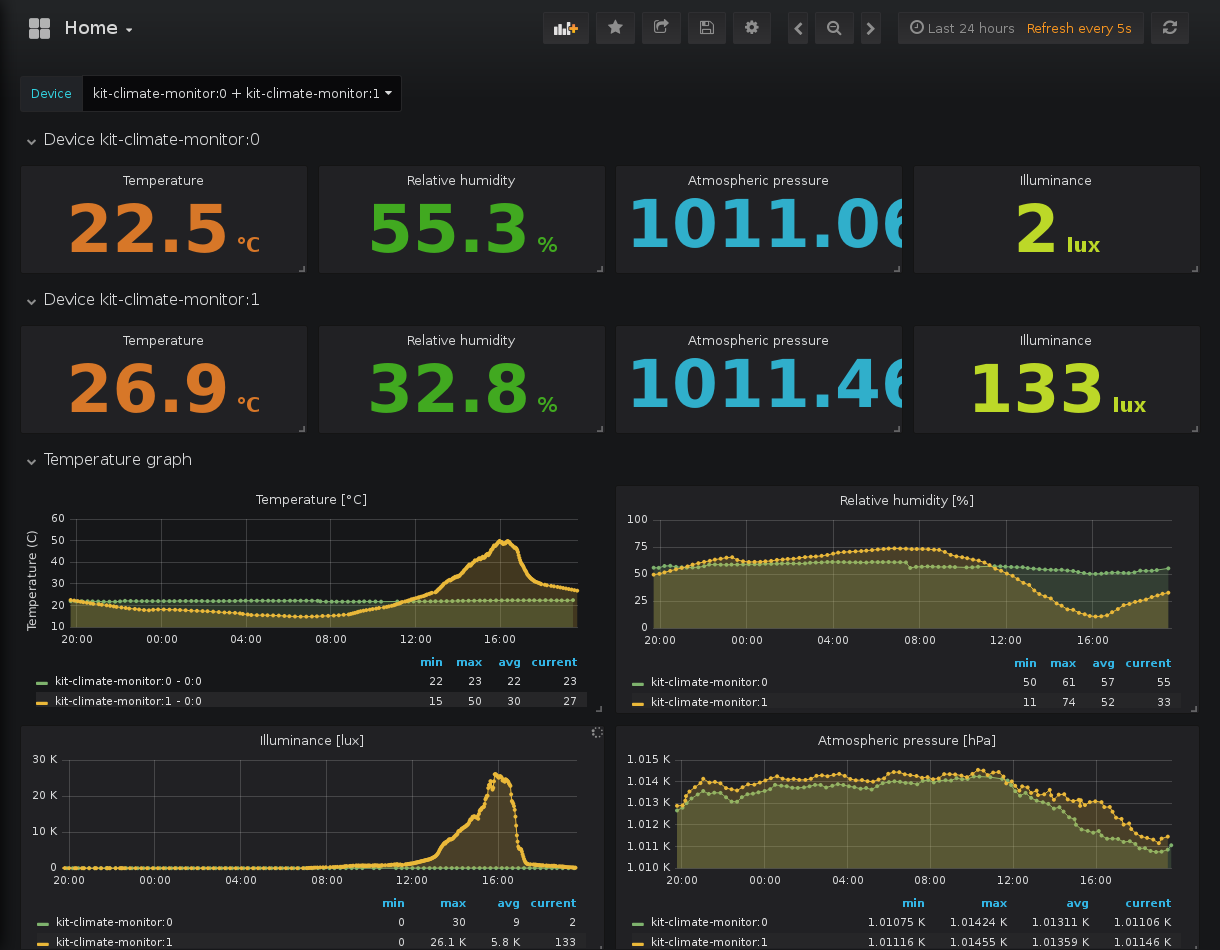 Home
Last 24 hours Refresh every 5s
Device kit-climate-monitor:0 + kit-climate-monitor:1
Device kit-climate-monitor:0
Temperature Relative humidity Atmospheric pressure Illuminance
22.5 °C 55.3 % 1011.06 2 lux
Device kit-climate-monitor:1
Temperature Relative humidity Atmospheric pressure Illuminance
26.9 °C 32.8 % 1011.46 133 lux
Temperature graph
Temperature [°C]
Temperature (C)
60
50
40
30
20
10
20:00 00:00 04:00 08:00 12:00 16:00
min max avg current
kit-climate-monitor:0 - 0:0 22 23 22 23
kit-climate-monitor:1 - 0:0 15 50 30 27
Relative humidity [%]
100
75
50
25
0
20:00 00:00 04:00 08:00 12:00 16:00
min max avg current
kit-climate-monitor:0 50 61 57 55
kit-climate-monitor:1 11 74 52 33
Illuminance [lux]
30 K
20 K
10 K
0
20:00 00:00 04:00 08:00 12:00 16:00
min max avg current
kit-climate-monitor:0 0 30 9 2
kit-climate-monitor:1 0 26.1 K 5.8 K 133
Atmospheric pressure [hPa]
1.015 K
1.014 K
1.013 K
1.012 K
1.011 K
1.010 K
20:00 00:00 04:00 08:00 12:00 16:00
min max avg current
kit-climate-monitor:0 1.01075 K 1.01424 K 1.01311 K 1.01106 K
kit-climate-monitor:1 1.01116 K 1.01455 K 1.01359 K 1.01146 K